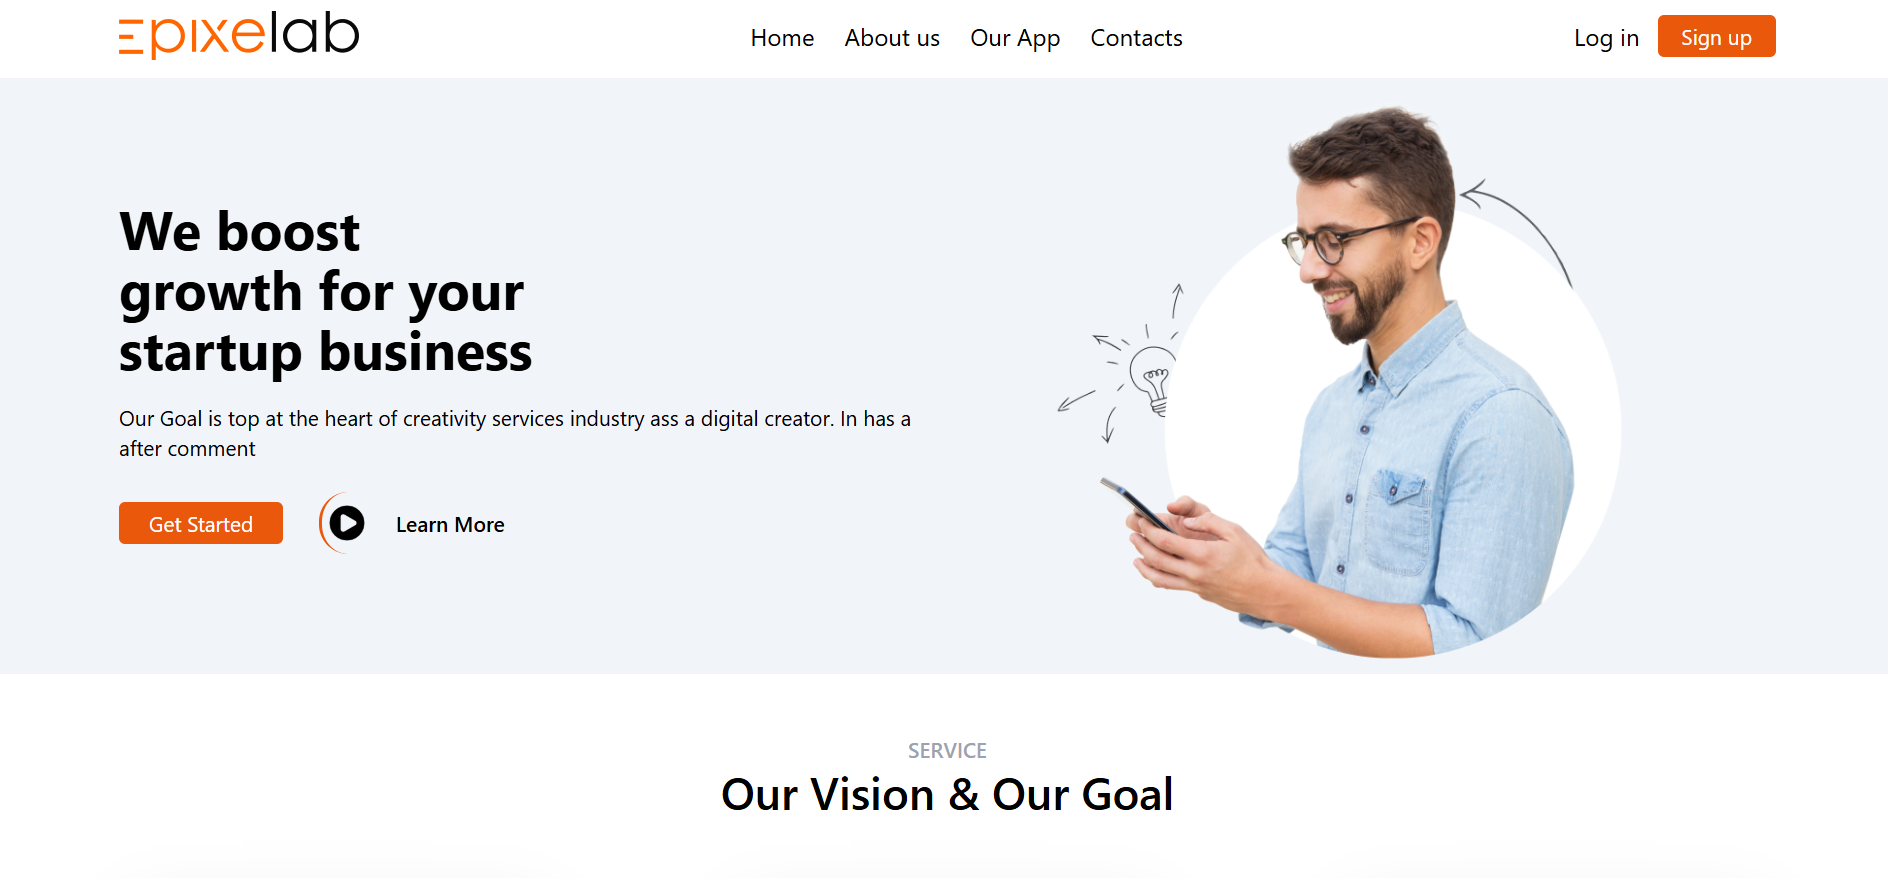 Epixelab
Home About us Our App Contacts
Log in Sign up
We boost
growth for your
startup business
Our Goal is top at the heart of creativity services industry ass a digital creator. In has a
after comment
Get Started Learn More
SERVICE
Our Vision & Our Goal